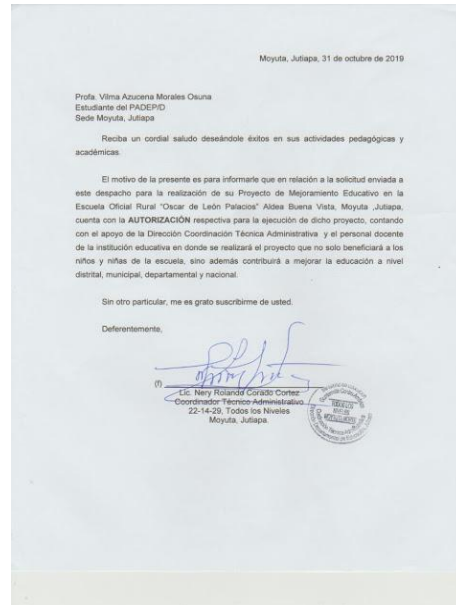 Moyuta, Jutiapa, 31 de octubre de 2019
Profa. Vilma Azucena Morales Osuna
Estudiante del PADEP/D
Sede Moyuta, Jutiapa
Reciba un cordial saludo deseándole éxitos en sus actividades pedagógicas y
académicas.
El motivo de la presente es para informarle que en relación a la solicitud enviada a
este despacho para la realización de su Proyecto de Mejoramiento Educativo en la
Escuela Oficial Rural "Oscar de León Palacios" Aldea Buena Vista, Moyuta ,Jutiapa,
cuenta con la AUTORIZACIÓN respectiva para la ejecución de dicho proyecto, contando
con el apoyo de la Dirección Coordinación Técnica Administrativa y el personal docente
de la institución educativa en donde se realizará el proyecto que no solo beneficiará a los
niños y niñas de la escuela, sino además contribuirá a mejorar la educación a nivel
distrital, municipal, departamental y nacional.
Sin otro particular, me es grato suscribirme de usted.
Deferentemente,
(f)
Lic. Nery Rolando Corado Cortez
Coordinador Técnico Administrativo
22-14-29, Todos los Niveles
Moyuta, Jutiapa.